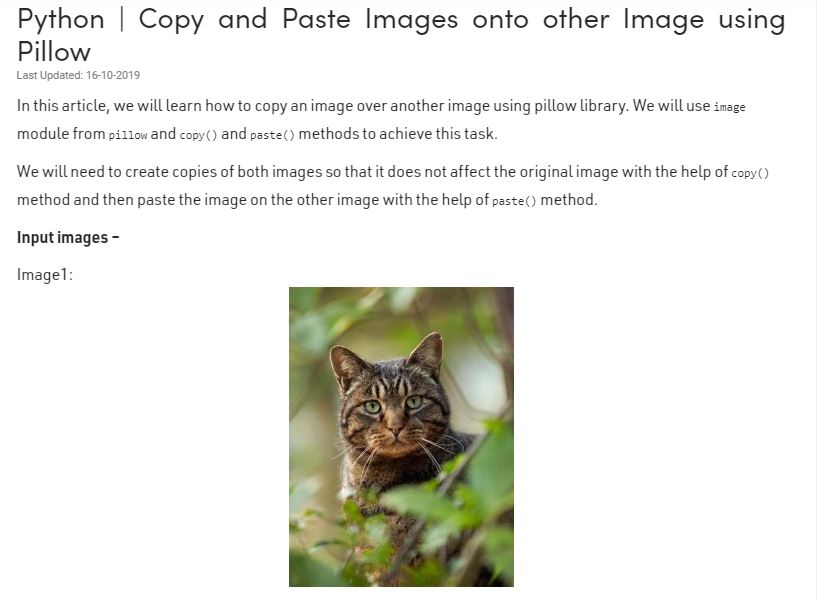 Python | Copy and Paste Images onto other Image using
Pillow
Last Updated: 16-10-2019
In this article, we will learn how to copy an image over another image using pillow library. We will use image
module from pillow and copy() and paste() methods to achieve this task.
We will need to create copies of both images so that it does not affect the original image with the help of copy()
method and then paste the image on the other image with the help of paste() method.
Input images –
Image1: